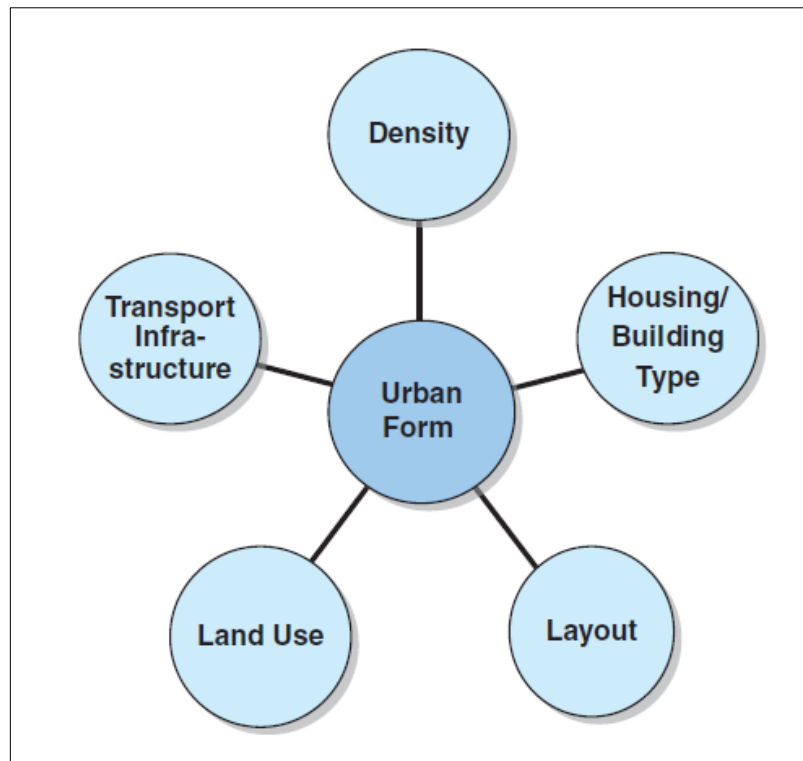 Density
Transport
Infra-
structure
Housing/
Building
Type
Urban
Form
Land Use
Layout